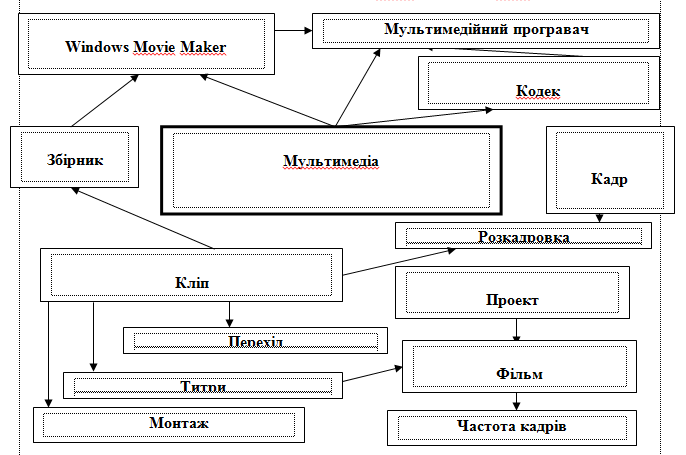 Windows Movie Maker
Мультимедійний програвач
Кодек
Збірник
Мультимедіа
Кадр
Розкадровка
Кліп
Проект
Перехід
Титри
Фільм
Монтаж
Частота кадрів